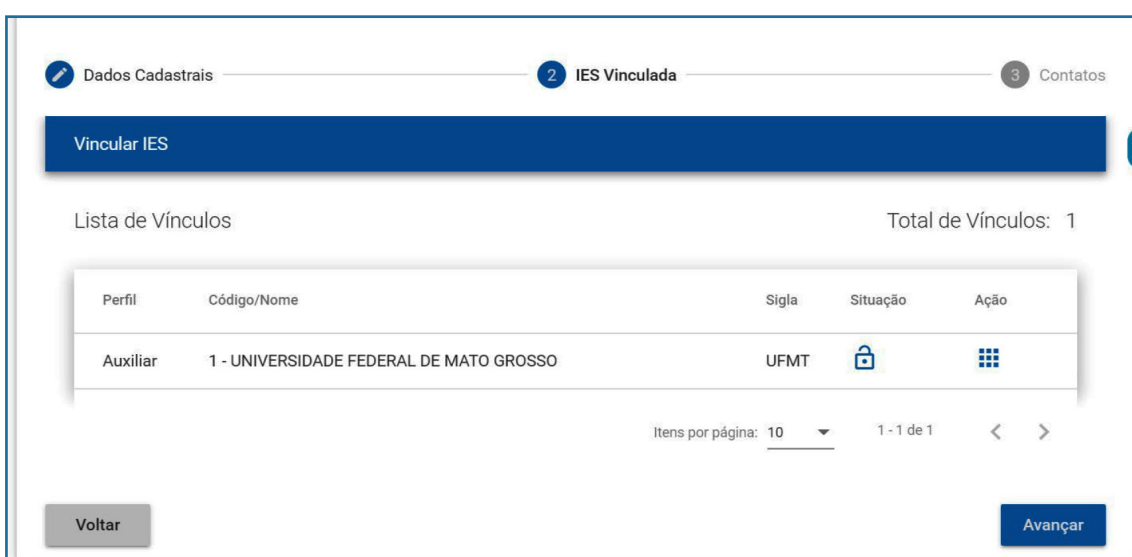 Dados Cadastrais 2 IES Vinculada 3 Contatos
Vincular IES
Lista de Vínculos Total de Vínculos: 1
Perfil Código/Nome Sigla Situação Ação
Auxiliar 1 - UNIVERSIDADE FEDERAL DE MATO GROSSO UFMT
Itens por página: 10 1 - 1 de 1
Voltar Avançar